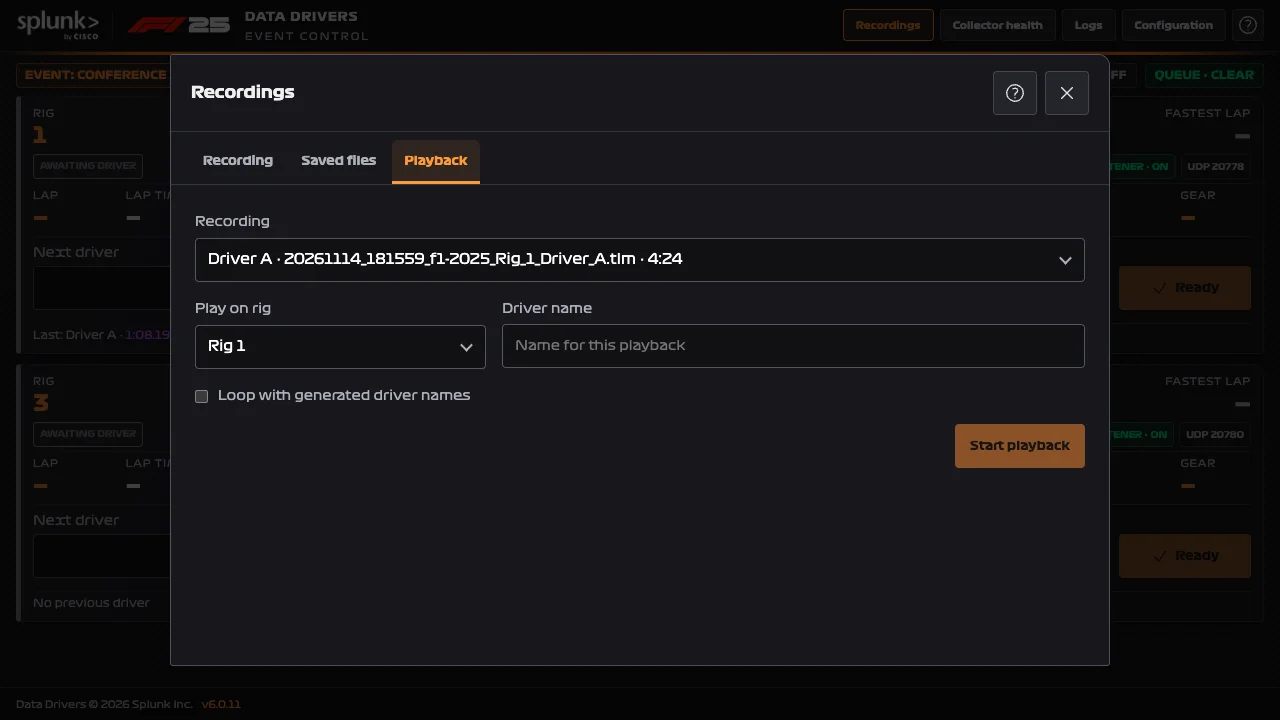 splunk>
by CISCO
F1 25
DATA DRIVERS
EVENT CONTROL
Recordings
Collector health
Logs
Configuration
EVENT: CONFERENCE
FF
QUEUE · CLEAR
Recordings
Recording
Saved files
Playback
Recording
Driver A · 20261114_181559_f1-2025_Rig_1_Driver_A.tlm · 4:24
Play on rig
Rig 1
Driver name
Name for this playback
Loop with generated driver names
Start playback
RIG
1
AWAITING DRIVER
LAP
LAP TI
Next driver
Last: Driver A · 1:08.19
FASTEST LAP
TENER · ON
UDP 20778
GEAR
Ready
RIG
3
AWAITING DRIVER
LAP
LAP TI
Next driver
No previous driver
FASTEST LAP
TENER · ON
UDP 20780
GEAR
Ready
Data Drivers © 2026 Splunk Inc. v6.0.11